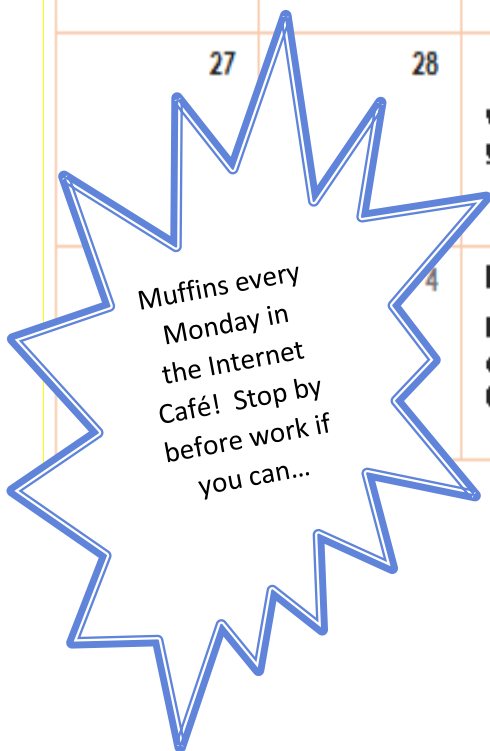 27 28
Muffins every
Monday in
the Internet
Café!  Stop by
before work if
you can...
4